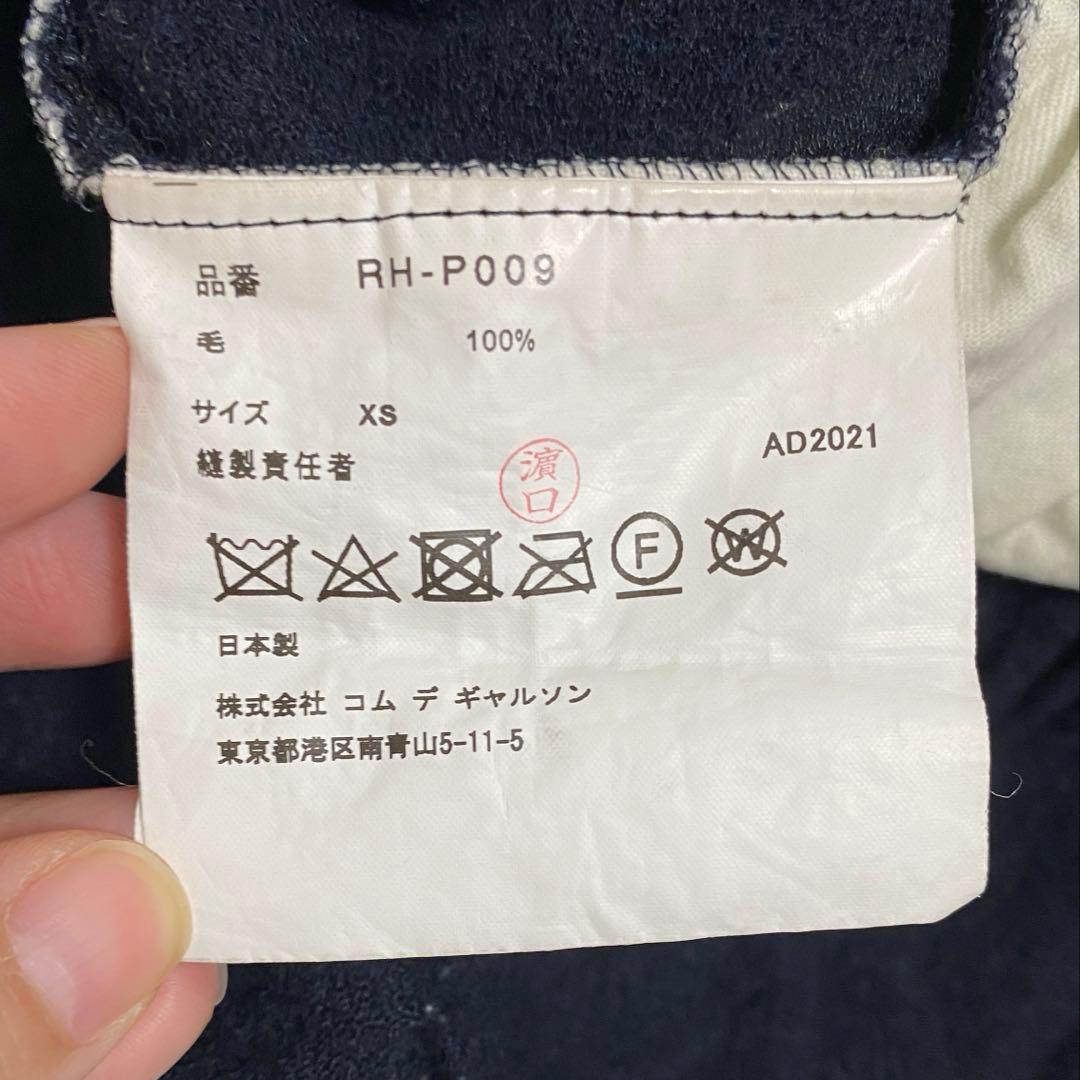 品番 RH-P009
毛 100%
サイズ XS
AD2021
縫製責任者 濵口
F W
日本製
株式会社 コム デ ギャルソン
東京都港区南青山5-11-5